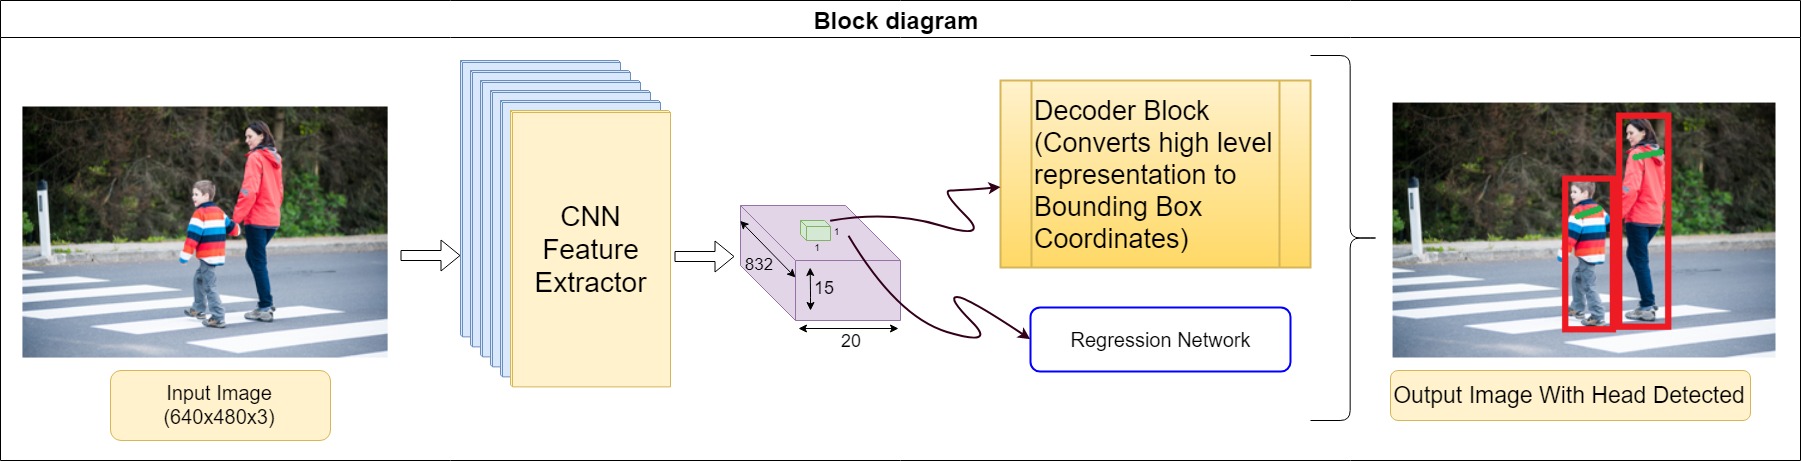 Block diagram
Input Image
(640x480x3)
CNN
Feature
Extractor
832
15
20
1
1
Decoder Block
(Converts high level
representation to
Bounding Box
Coordinates)
Regression Network
Output Image With Head Detected